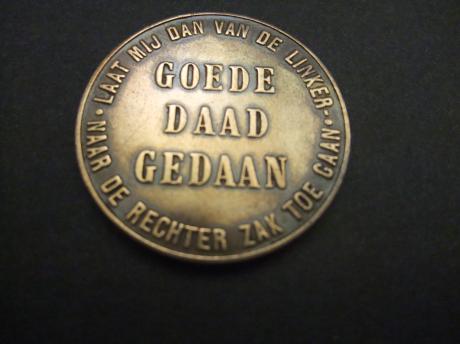 GOEDE
DAAD
GEDAAN
• LAAT MIJ DAN VAN DE LINKER- •
NAAR DE RECHTER ZAK TOE GAAN